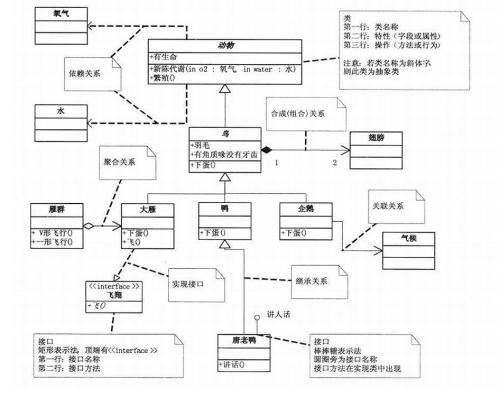 氧气
动物
+有生命
+新陈代谢(in o2 : 氧气, in water : 水)
+繁殖()
类
第一行：类名称
第二行：特性（字段或属性）
第三行：操作（方法或行为）
注意：若类名称为斜体字
则此类为抽象类
依赖关系
水
合成(组合)关系
鸟
+羽毛
+有角质喙没有牙齿
+下蛋()
1
2
翅膀
聚合关系
雁群
+ V形飞行()
+一形飞行()
大雁
+下蛋()
+飞()
鸭
+下蛋()
企鹅
+下蛋()
关联关系
气候
<<interface>>
飞翔
+飞()
实现接口
继承关系
讲人话
接口
矩形表示法，顶端有<<interface>>
第一行：接口名称
第二行：接口方法
唐老鸭
+讲话()
接口
棒棒糖表示法
圆圈旁为接口名称
接口方法在实现类中出现